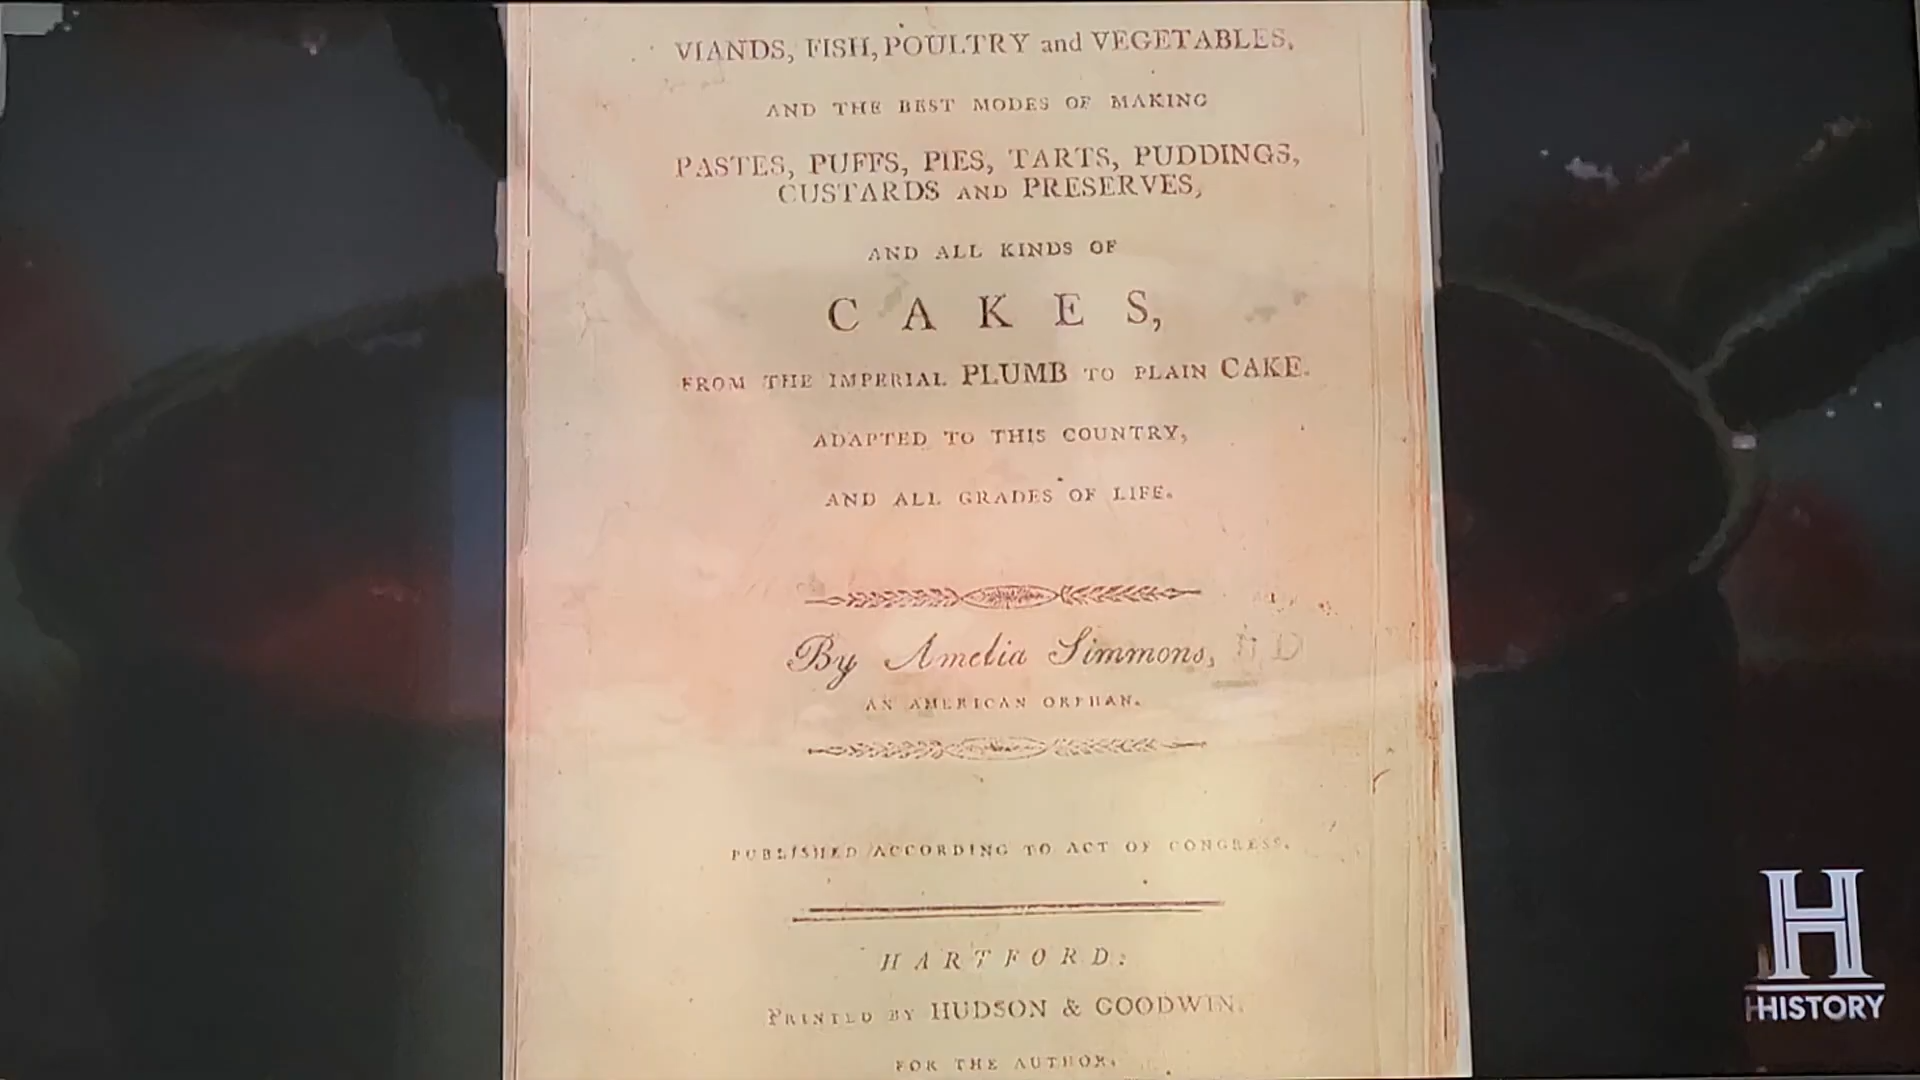 VIANDS, FISH, POULTRY and VEGETABLES,
AND THE BEST MODES OF MAKING
PASTES, PUFFS, PIES, TARTS, PUDDINGS,
CUSTARDS AND PRESERVES,
AND ALL KINDS OF
CAKES,
FROM THE IMPERIAL PLUMB TO PLAIN CAKE.
ADAPTED TO THIS COUNTRY,
AND ALL GRADES OF LIFE.
By Amelia Simmons,
AN AMERICAN ORPHAN.
PUBLISHED ACCORDING TO ACT OF CONGRESS.
HARTFORD:
PRINTED BY HUDSON & GOODWIN.
FOR THE AUTHOR.
H
HISTORY